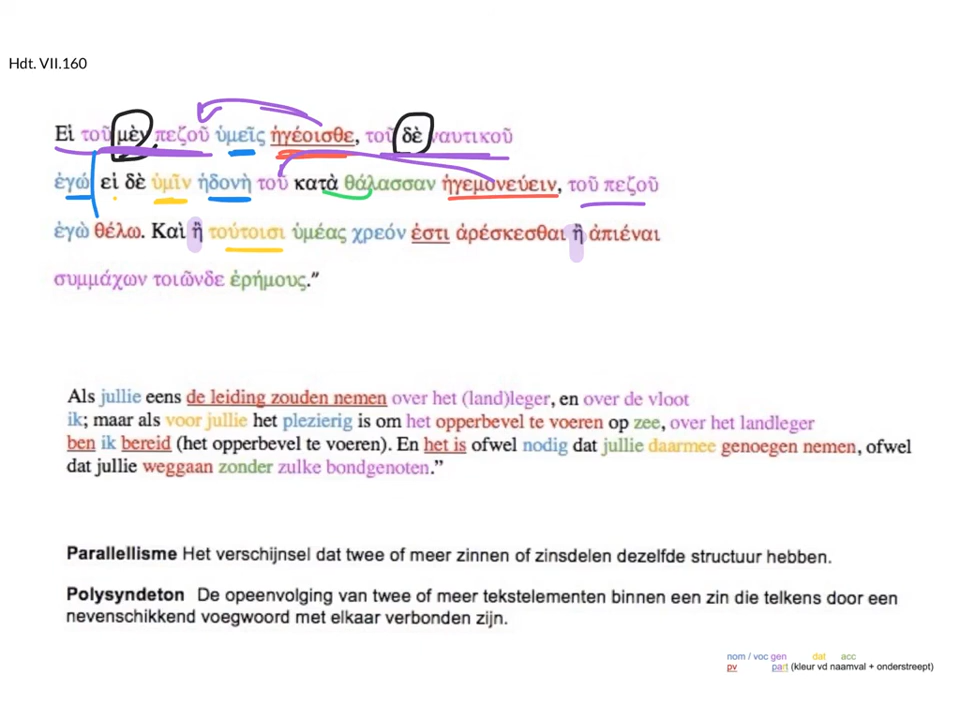 Hdt. VII.160
Εἰ τοῦ μὲν πεζοῦ ὑμεῖς ἡγέοισθε, τοῦ δὲ ναυτικοῦ
ἐγώ εἰ δὲ ὑμῖν ἡδονὴ τοῦ κατὰ θάλασσαν ἡγεμονεύειν, τοῦ πεζοῦ
ἐγὼ θέλω. Καὶ ἢ τούτοισι ὑμέας χρεόν ἐστι ἀρέσκεσθαι ἢ ἀπιέναι
συμμάχων τοιῶνδε ἐρήμους.”
Als jullie eens de leiding zouden nemen over het (land)leger, en over de vloot
ik; maar als voor jullie het plezierig is om het opperbevel te voeren op zee, over het landleger
ben ik bereid (het opperbevel te voeren). En het is ofwel nodig dat jullie daarmee genoegen nemen, ofwel
dat jullie weggaan zonder zulke bondgenoten.”
Parallellisme Het verschijnsel dat twee of meer zinnen of zinsdelen dezelfde structuur hebben.
Polysyndeton De opeenvolging van twee of meer tekstelementen binnen een zin die telkens door een
nevenschikkend voegwoord met elkaar verbonden zijn.
nom / voc gen dat acc
pv part (kleur vd naamval + onderstreept)